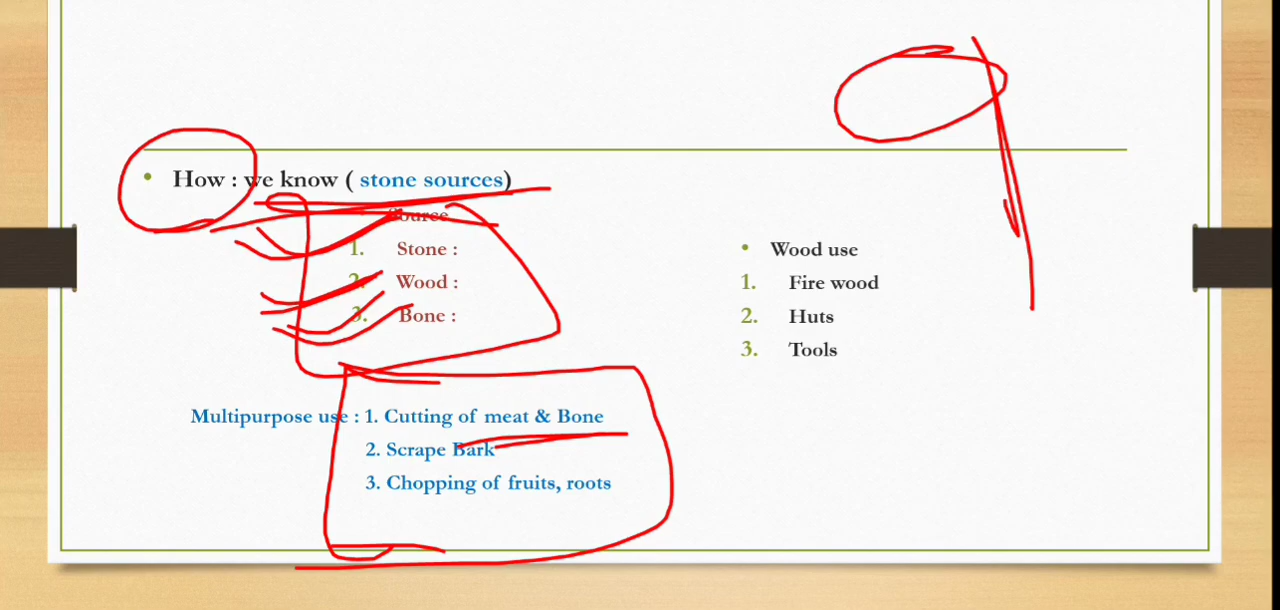 • How : we know ( stone sources)
Source
1. Stone :
2. Wood :
3. Bone :
Multipurpose use : 1. Cutting of meat & Bone
2. Scrape Bark
3. Chopping of fruits, roots
• Wood use
1. Fire wood
2. Huts
3. Tools